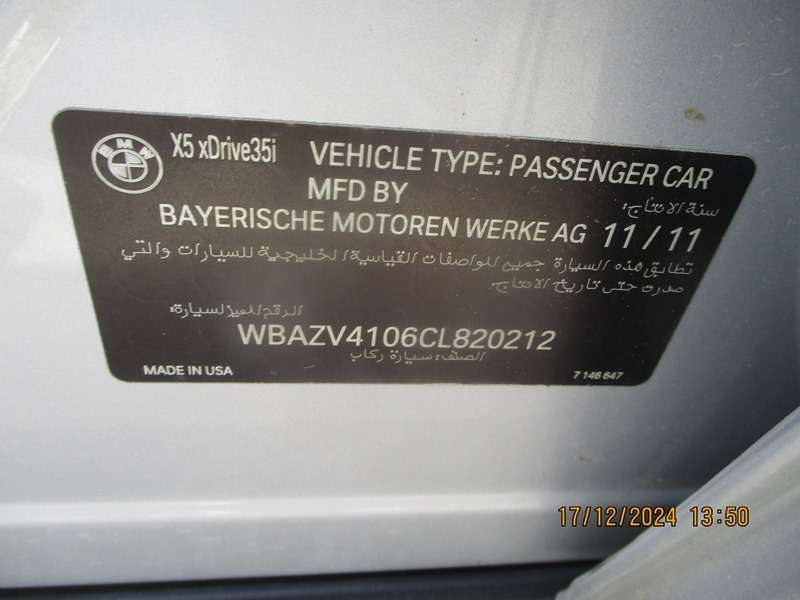 BMW
X5 xDrive35i VEHICLE TYPE: PASSENGER CAR
MFD BY
سنة الانتاج:
BAYERISCHE MOTOREN WERKE AG 11/11
تطابق هذه السيارة جميع المواصفات القياسية الخليجية للسيارات والتي
صدرت حتى تاريخ الانتاج.
الرقم المميز للسيارة:
WBAZV4106CL820212
الصنف: سيارة ركاب
MADE IN USA 7 146 647
17/12/2024 13:50